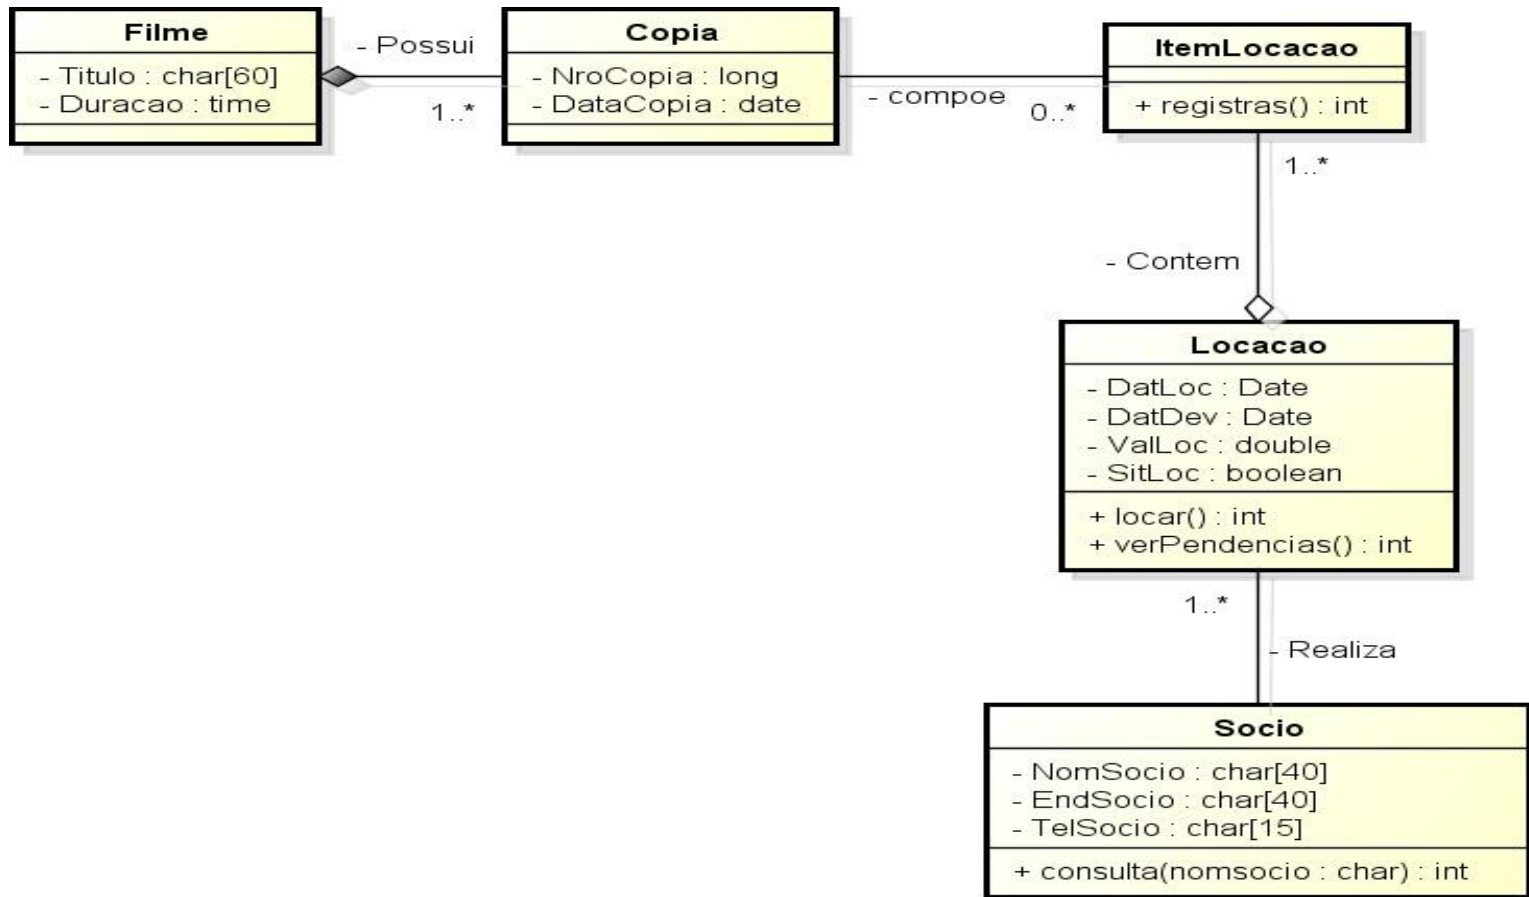 Filme
- Titulo : char[60]
- Duracao : time
- Possui
1..*
Copia
- NroCopia : long
- DataCopia : date
- compoe
0..*
ItemLocacao
+ registras() : int
1..*
- Contem
Locacao
- DatLoc : Date
- DatDev : Date
- ValLoc : double
- SitLoc : boolean
+ locar() : int
+ verPendencias() : int
1..*
- Realiza
Socio
- NomSocio : char[40]
- EndSocio : char[40]
- TelSocio : char[15]
+ consulta(nomsocio : char) : int